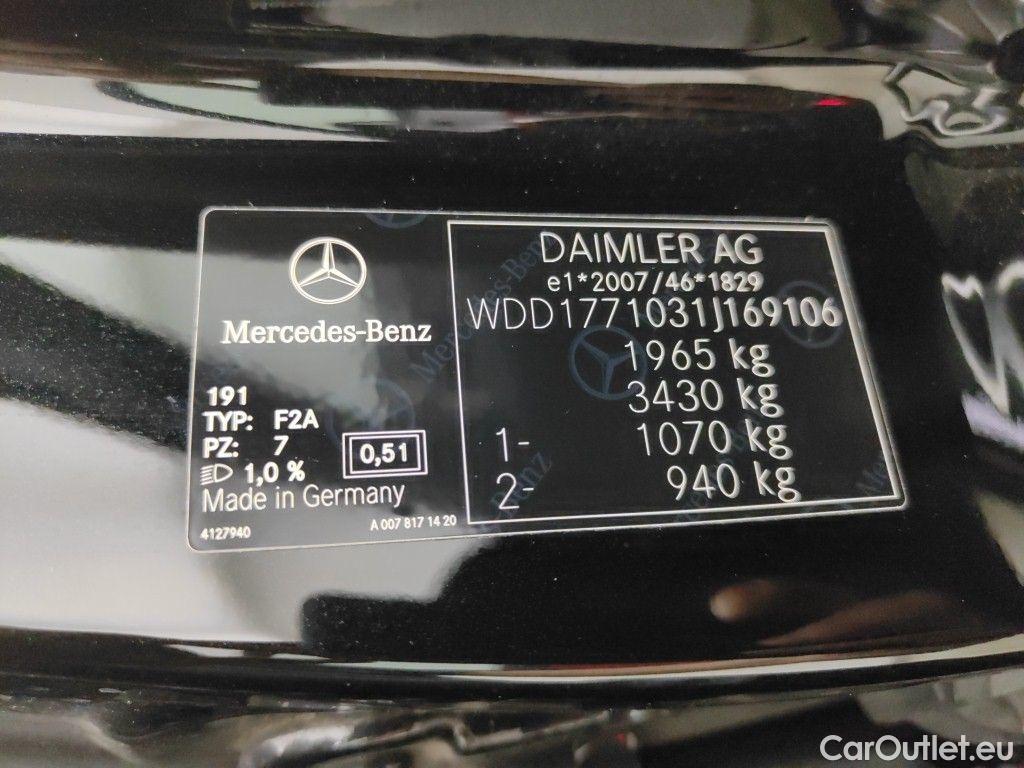 Mercedes-Benz
191
TYP: F2A
PZ: 7
1,0 %
0,51
Made in Germany
4127940
A 007 817 14 20
DAIMLER AG
e1*2007/46*1829
WDD1771031J169106
1965 kg
3430 kg
1- 1070 kg
2- 940 kg
CarOutlet.eu